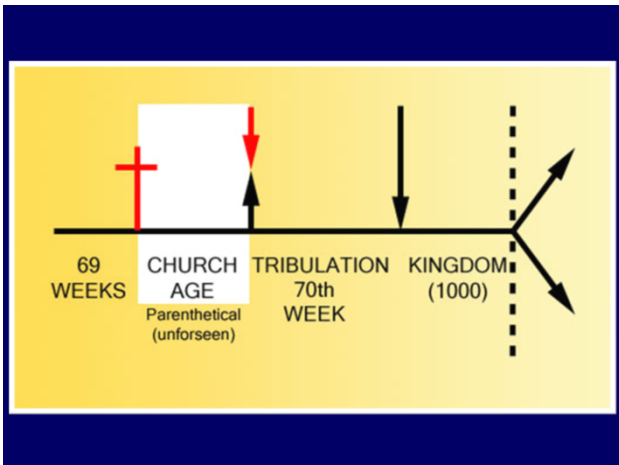 69
WEEKS
CHURCH
AGE
Parenthetical
(unforseen)
TRIBULATION
70th
WEEK
KINGDOM
(1000)